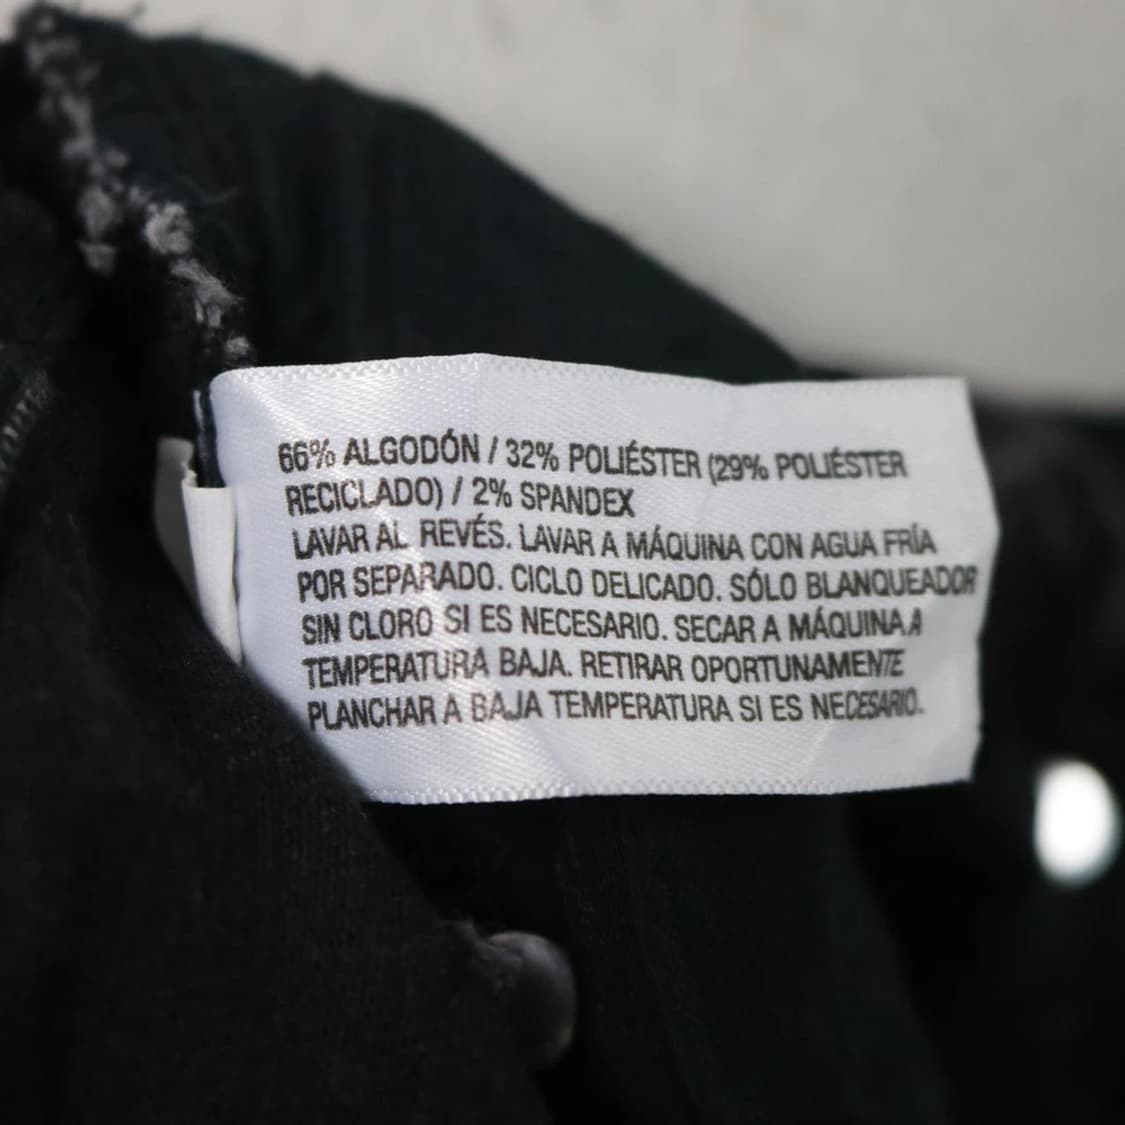 66% ALGODÓN / 32% POLIÉSTER (29% POLIÉSTER
RECICLADO) / 2% SPANDEX
LAVAR AL REVÉS. LAVAR A MÁQUINA CON AGUA FRÍA
POR SEPARADO. CICLO DELICADO. SÓLO BLANQUEADOR
SIN CLORO SI ES NECESARIO. SECAR A MÁQUINA A
TEMPERATURA BAJA. RETIRAR OPORTUNAMENTE
PLANCHAR A BAJA TEMPERATURA SI ES NECESARIO.